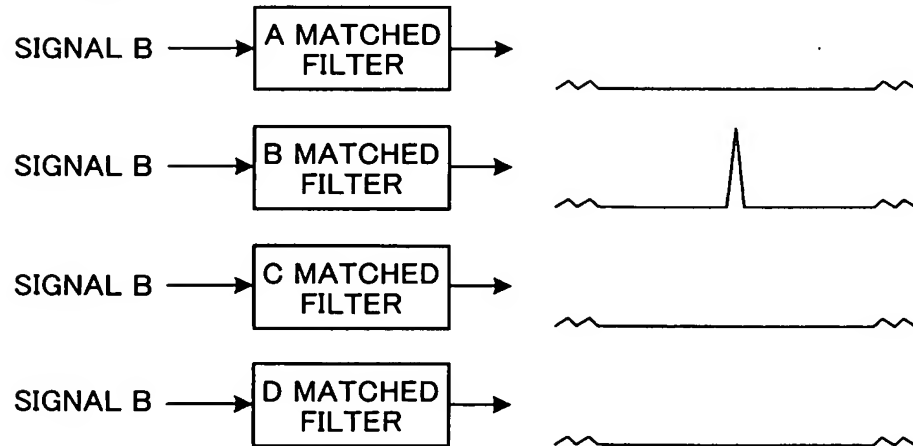 SIGNAL B
A MATCHED
FILTER
SIGNAL B
B MATCHED
FILTER
SIGNAL B
C MATCHED
FILTER
SIGNAL B
D MATCHED
FILTER